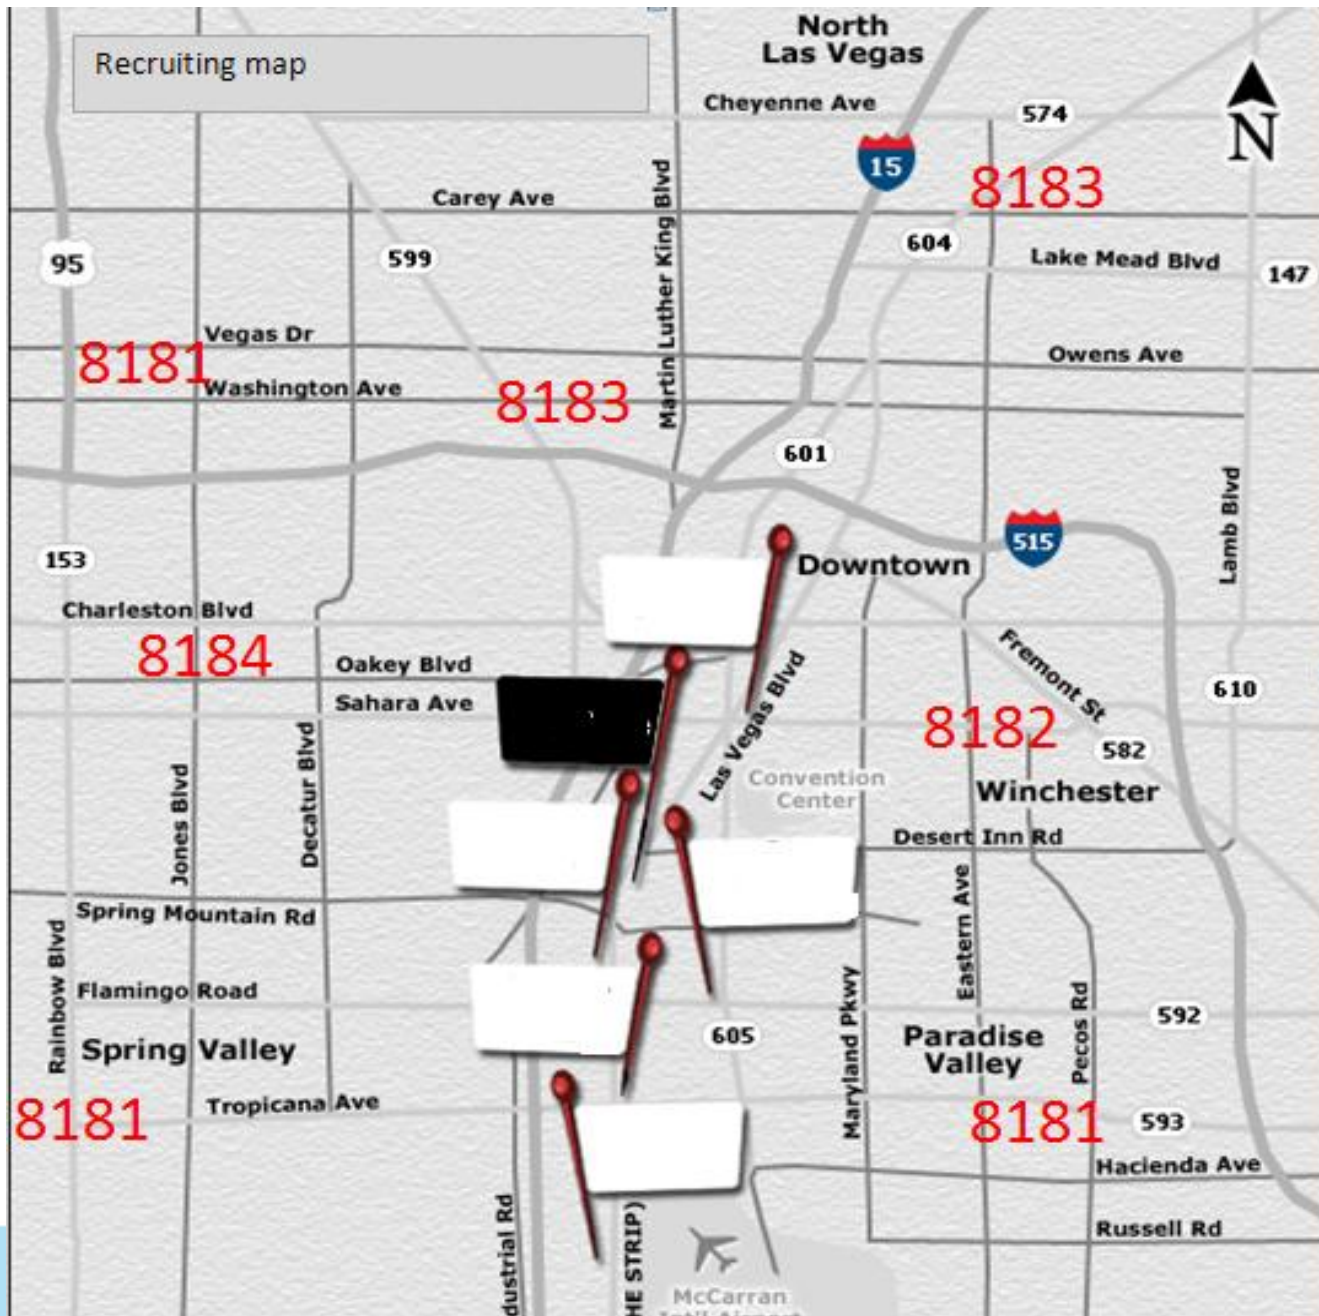 Recruiting map
North
Las Vegas
Cheyenne Ave
574
15
N
8183
Carey Ave
Martin Luther King Blvd
604
95
599
Lake Mead Blvd
147
Vegas Dr
8181
Owens Ave
Washington Ave
8183
601
Lamb Blvd
515
153
Downtown
Charleston Blvd
8184
Oakey Blvd
Fremont St
610
Sahara Ave
Las Vegas Blvd
8182
582
Jones Blvd
Decatur Blvd
Convention
Center
Winchester
Desert Inn Rd
Spring Mountain Rd
Eastern Ave
Rainbow Blvd
Flamingo Road
Maryland Pkwy
Pecos Rd
592
Spring Valley
605
Paradise
Valley
8181
Tropicana Ave
8181
593
Hacienda Ave
dustrial Rd
HE STRIP)
Russell Rd
McCarran